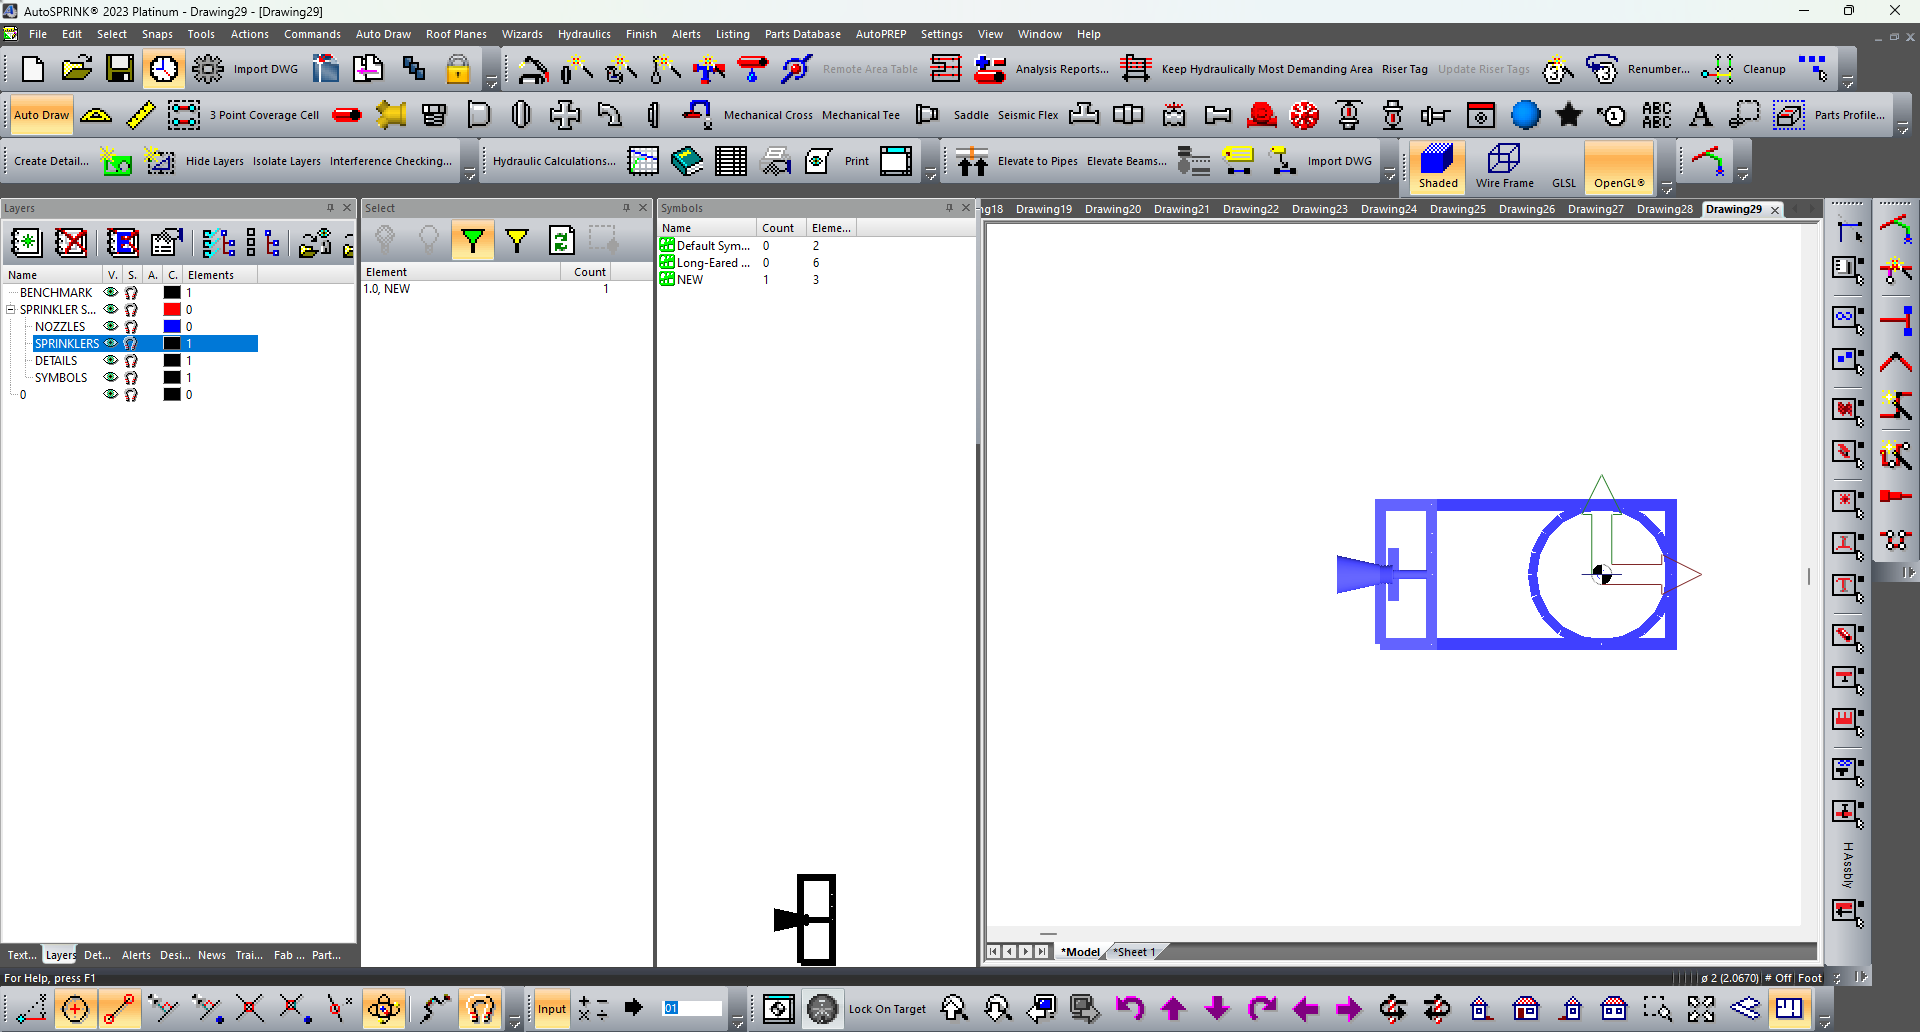 AutoSPRINK® 2023 Platinum - Drawing29 - [Drawing29]
File Edit Select Snaps Tools Actions Commands Auto Draw Roof Planes Wizards Hydraulics Finish Alerts Listing Parts Database AutoPREP Settings View Window Help
Import DWG Remote Area Table Analysis Reports... Keep Hydraulically Most Demanding Area Riser Tag Update Riser Tags Renumber... Cleanup
Auto Draw 3 Point Coverage Cell Mechanical Cross Mechanical Tee Saddle Seismic Flex ABC ABC A Parts Profile...
Create Detail... Hide Layers Isolate Layers Interference Checking... Hydraulic Calculations... Print Elevate to Pipes Elevate Beams... Import DWG Shaded Wire Frame GLSL OpenGL®
Layers Select Symbols
ng18 Drawing19 Drawing20 Drawing21 Drawing22 Drawing23 Drawing24 Drawing25 Drawing26 Drawing27 Drawing28 Drawing29
Name V. S. A. C. Elements
BENCHMARK 1
SPRINKLER S... 0
NOZZLES 0
SPRINKLERS 1
DETAILS 1
SYMBOLS 1
0 0
Element Count
1.0, NEW 1
Name Count Eleme...
Default Sym... 0 2
Long-Eared ... 0 6
NEW 1 3
HAssbly
*Model *Sheet 1
Text... Layers Det... Alerts Desi... News Trai... Fab ... Part...
For Help, press F1
ø 2 (2.0670) # Off Foot
Input 01 Lock On Target